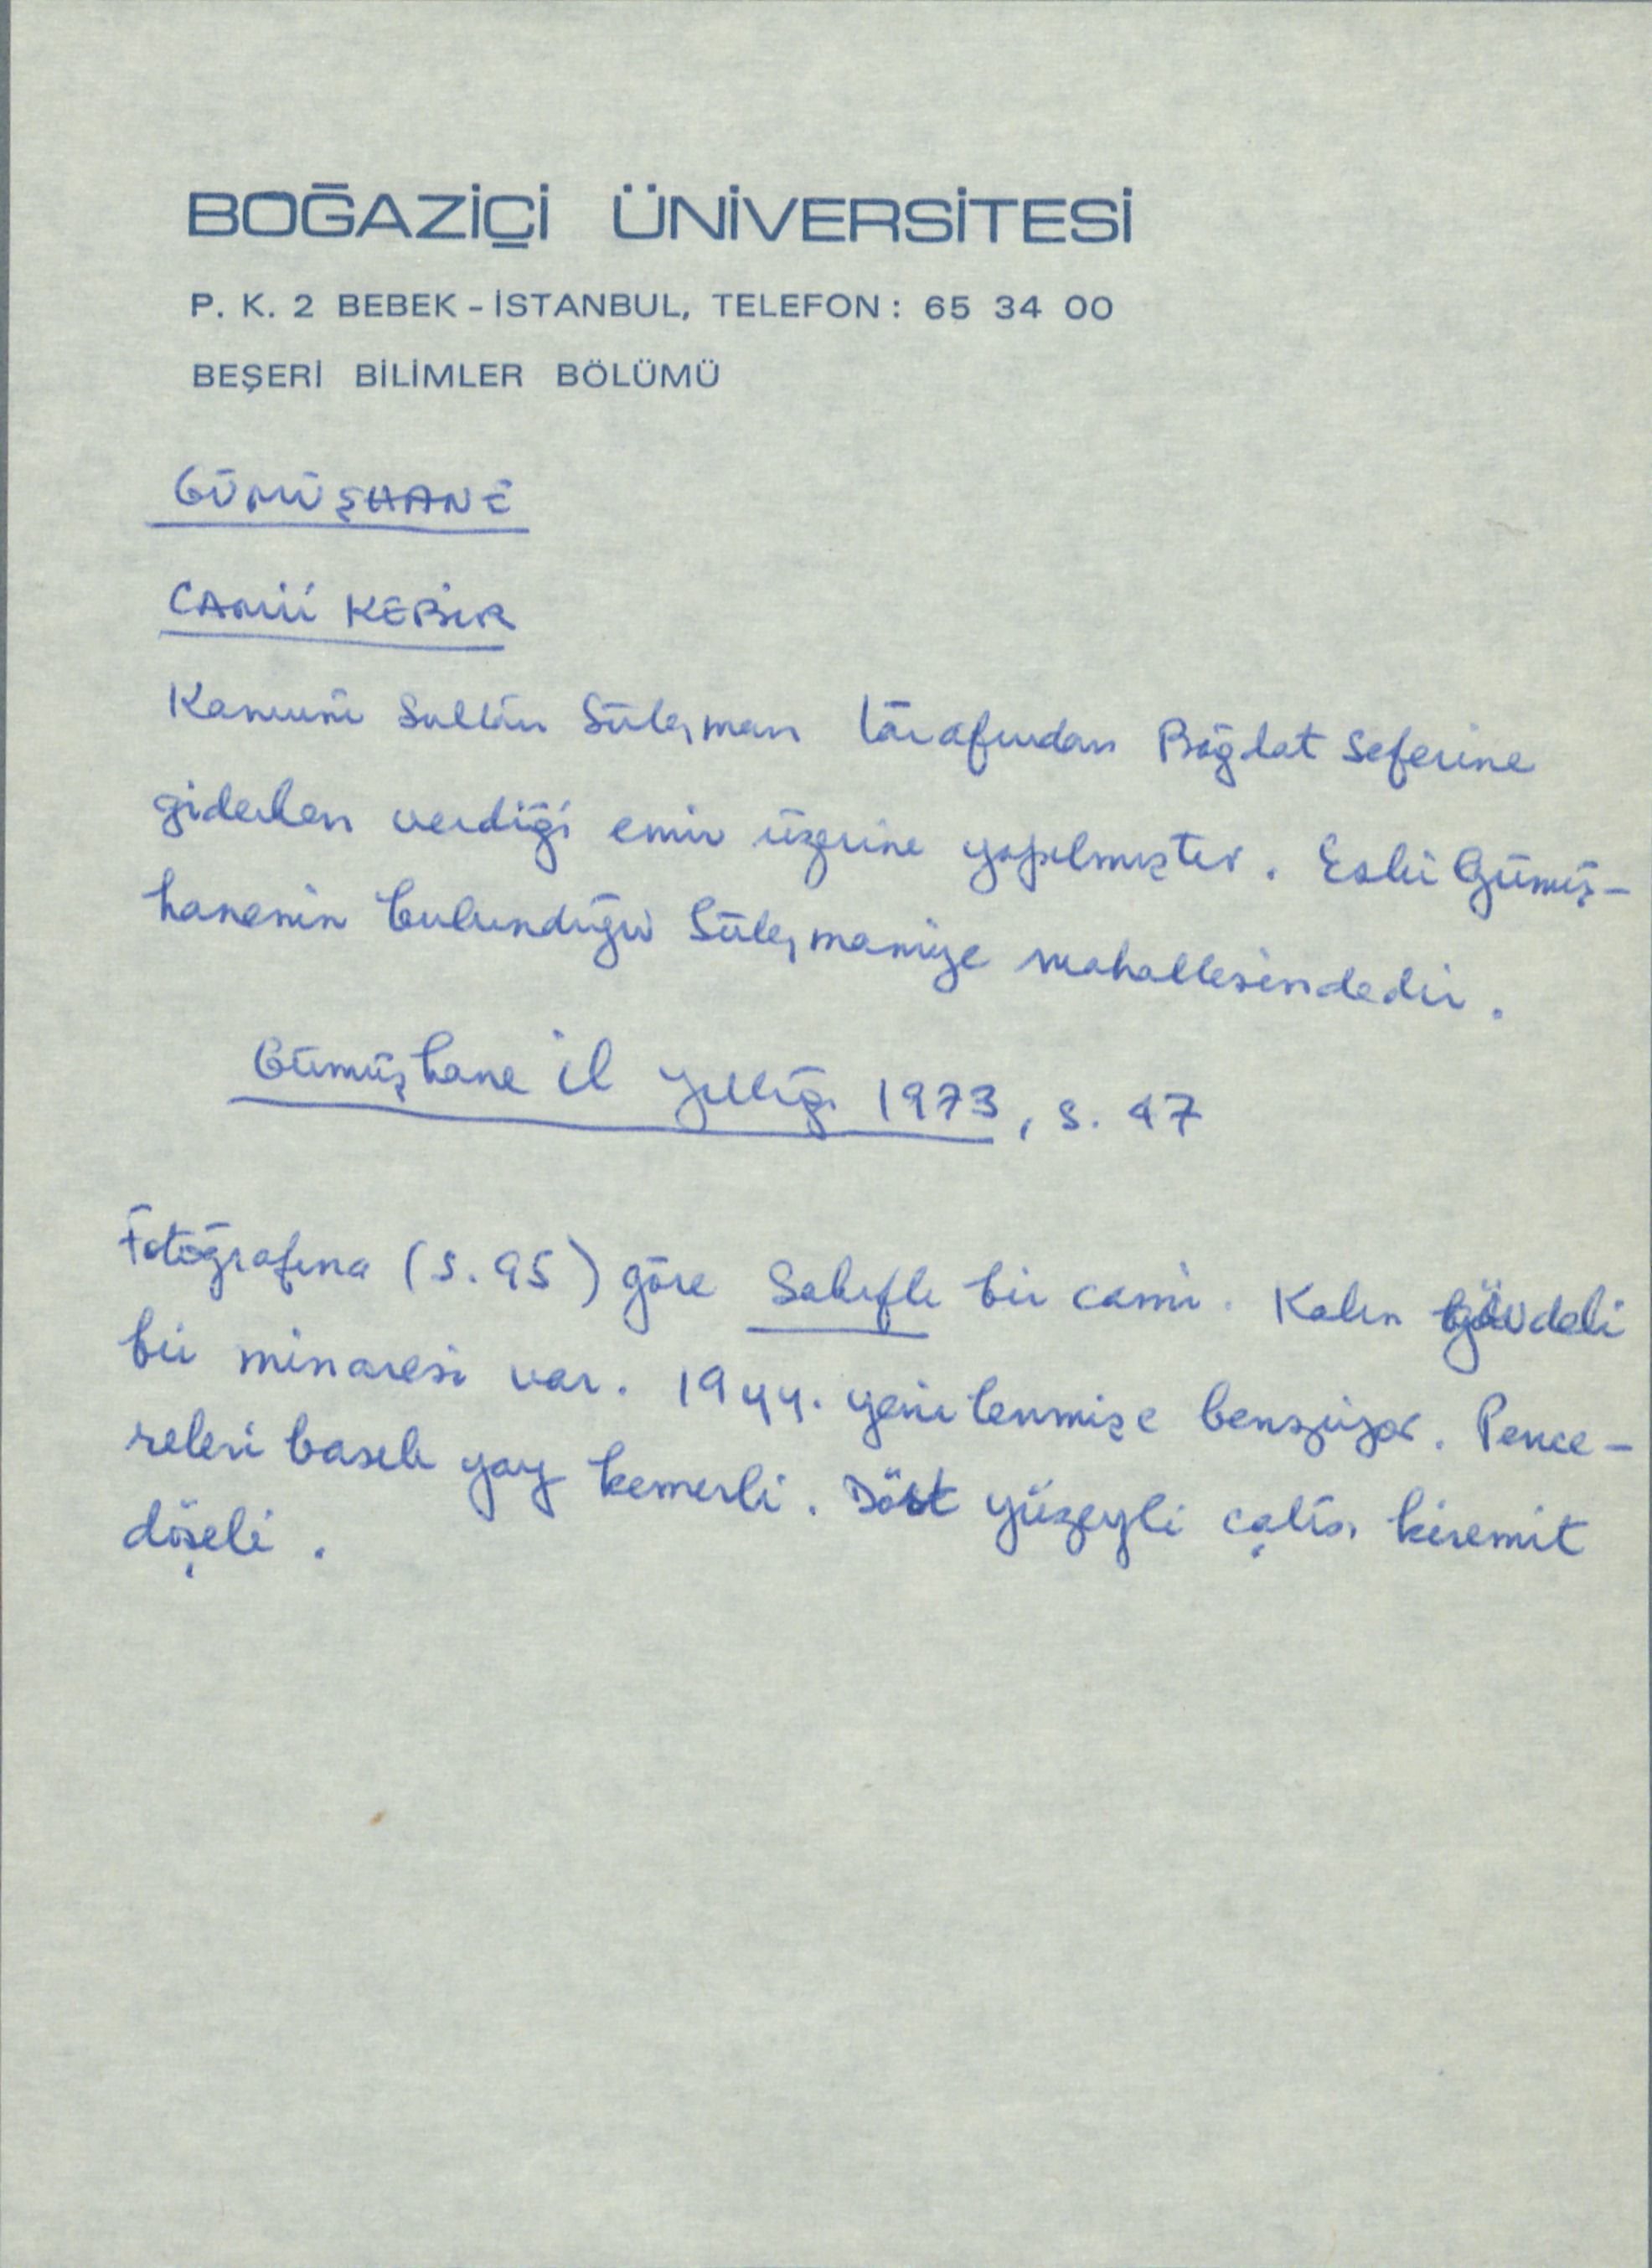 BOĞAZİÇİ ÜNİVERSİTESİ
P. K. 2 BEBEK - İSTANBUL, TELEFON : 65 34 00
BEŞERİ BİLİMLER BÖLÜMÜ
GÜMÜŞHANE
CAMİİ KEBİR
Kanuni Sultan Süleyman tarafından Bağdat Seferine
giderken verdiği emir üzerine yapılmıştır. Eski Gümüş-
hanenin bulunduğu Süleymaniye mahallesindedir.
Gümüşhane İl Yıllığı 1973, s. 47
Fotoğrafına (s. 95) göre Sakıflı bir cami. Kalın gövdeli
bir minaresi var. 19.yy. yenilenmişe benziyor. Pence-
releri basık yay kemerli. Dört yüzeyli çatısı kiremit
döşeli.